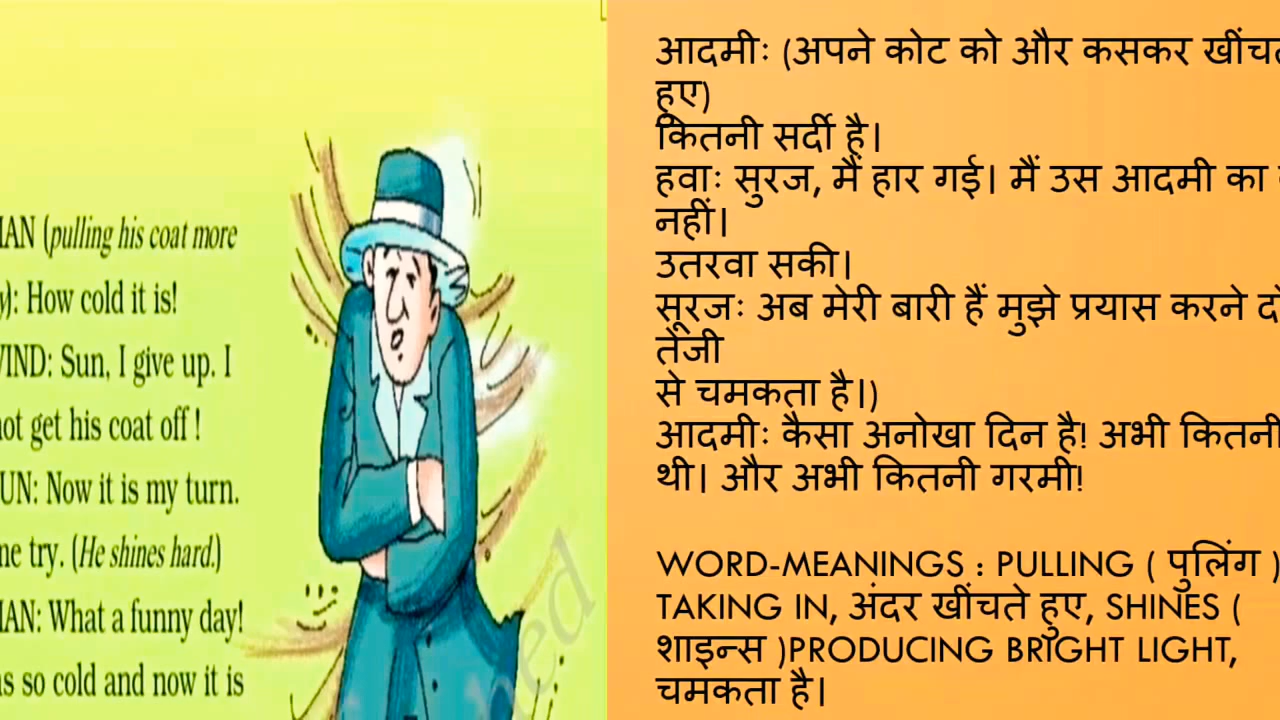 IAN (pulling his coat more
y): How cold it is!
VIND: Sun, I give up. I
not get his coat off !
UN: Now it is my turn.
ne try. (He shines hard.)
IAN: What a funny day!
as so cold and now it is
आदमीः (अपने कोट को और कसकर खींचते
हुए)
कितनी सर्दी है।
हवाः सुरज, मैं हार गई। मैं उस आदमी का
नहीं।
उतरवा सकी।
सूरजः अब मेरी बारी हैं मुझे प्रयास करने दो
तेजी
से चमकता है।)
आदमीः कैसा अनोखा दिन है! अभी कितनी
थी। और अभी कितनी गरमी!
WORD-MEANINGS : PULLING ( पुलिंग )
TAKING IN, अंदर खींचते हुए, SHINES (
शाइन्स )PRODUCING BRIGHT LIGHT,
चमकता है।